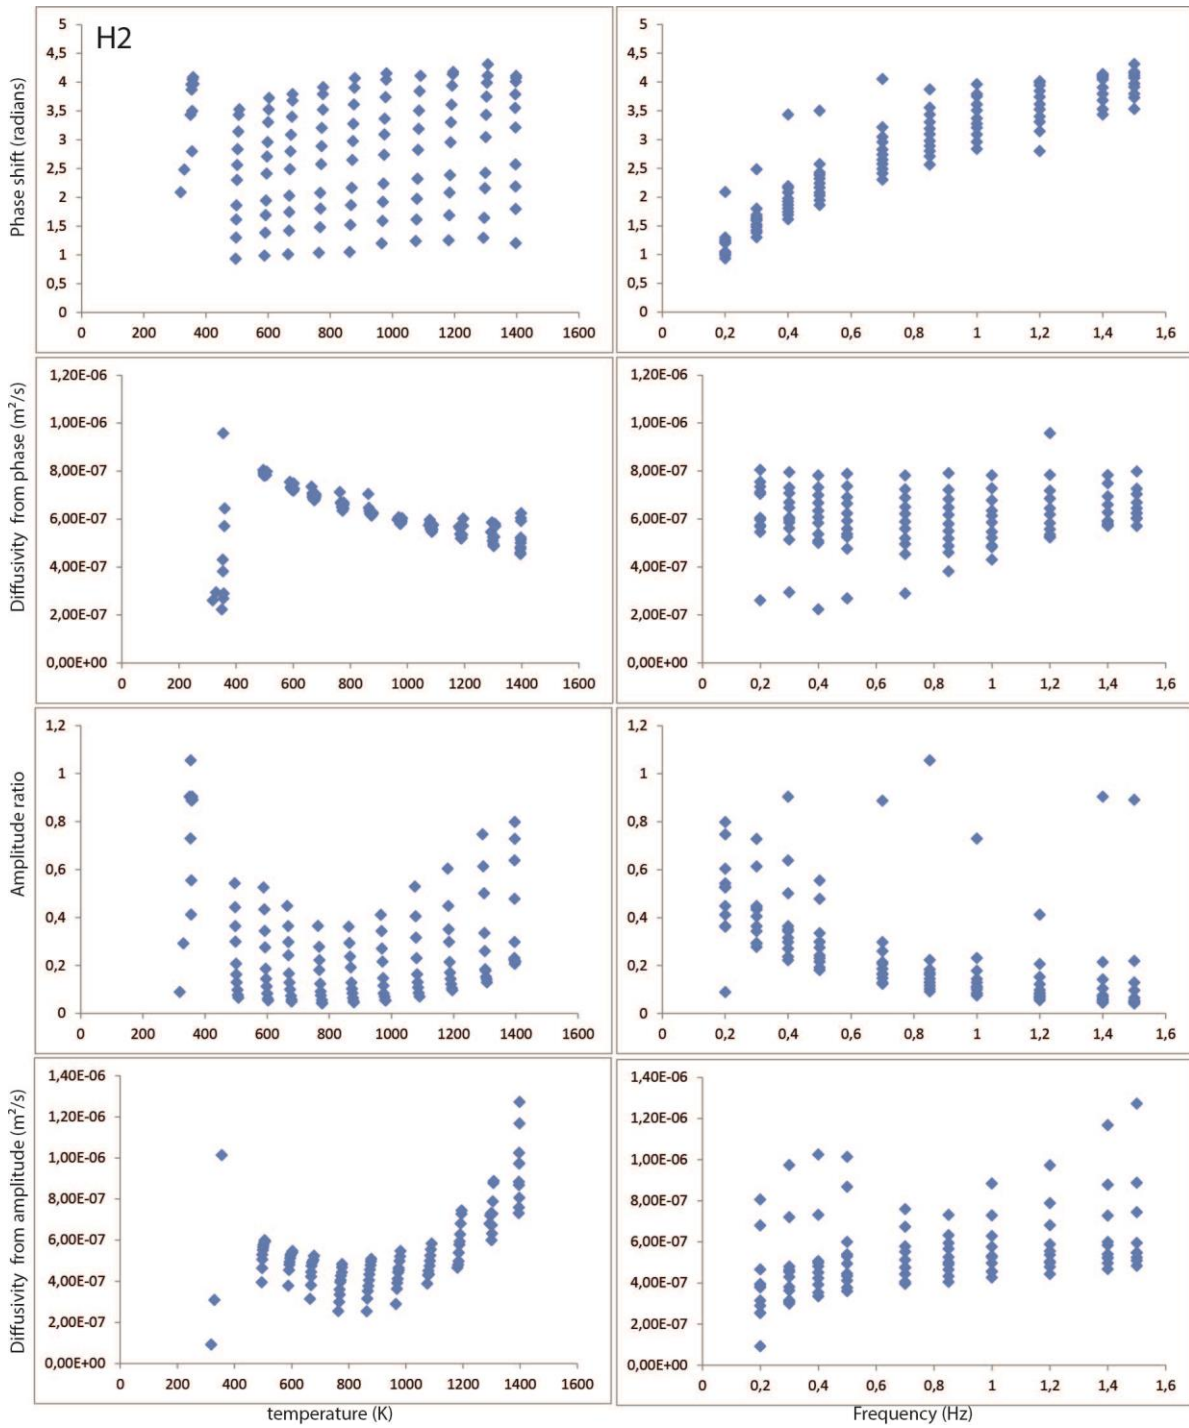 H2
Phase shift (radians)
5
4,5
4
3,5
3
2,5
2
1,5
1
0,5
0
0 200 400 600 800 1000 1200 1400 1600
5
4,5
4
3,5
3
2,5
2
1,5
1
0,5
0
0 0,2 0,4 0,6 0,8 1 1,2 1,4 1,6
Diffusivity from phase (m²/s)
1,20E-06
1,00E-06
8,00E-07
6,00E-07
4,00E-07
2,00E-07
0,00E+00
0 200 400 600 800 1000 1200 1400 1600
1,20E-06
1,00E-06
8,00E-07
6,00E-07
4,00E-07
2,00E-07
0,00E+00
0 0,2 0,4 0,6 0,8 1 1,2 1,4 1,6
Amplitude ratio
1,2
1
0,8
0,6
0,4
0,2
0
0 200 400 600 800 1000 1200 1400 1600
1,2
1
0,8
0,6
0,4
0,2
0
0 0,2 0,4 0,6 0,8 1 1,2 1,4 1,6
Diffusivity from amplitude (m²/s)
1,40E-06
1,20E-06
1,00E-06
8,00E-07
6,00E-07
4,00E-07
2,00E-07
0,00E+00
0 200 400 600 800 1000 1200 1400 1600
temperature (K)
1,40E-06
1,20E-06
1,00E-06
8,00E-07
6,00E-07
4,00E-07
2,00E-07
0,00E+00
0 0,2 0,4 0,6 0,8 1 1,2 1,4 1,6
Frequency (Hz)